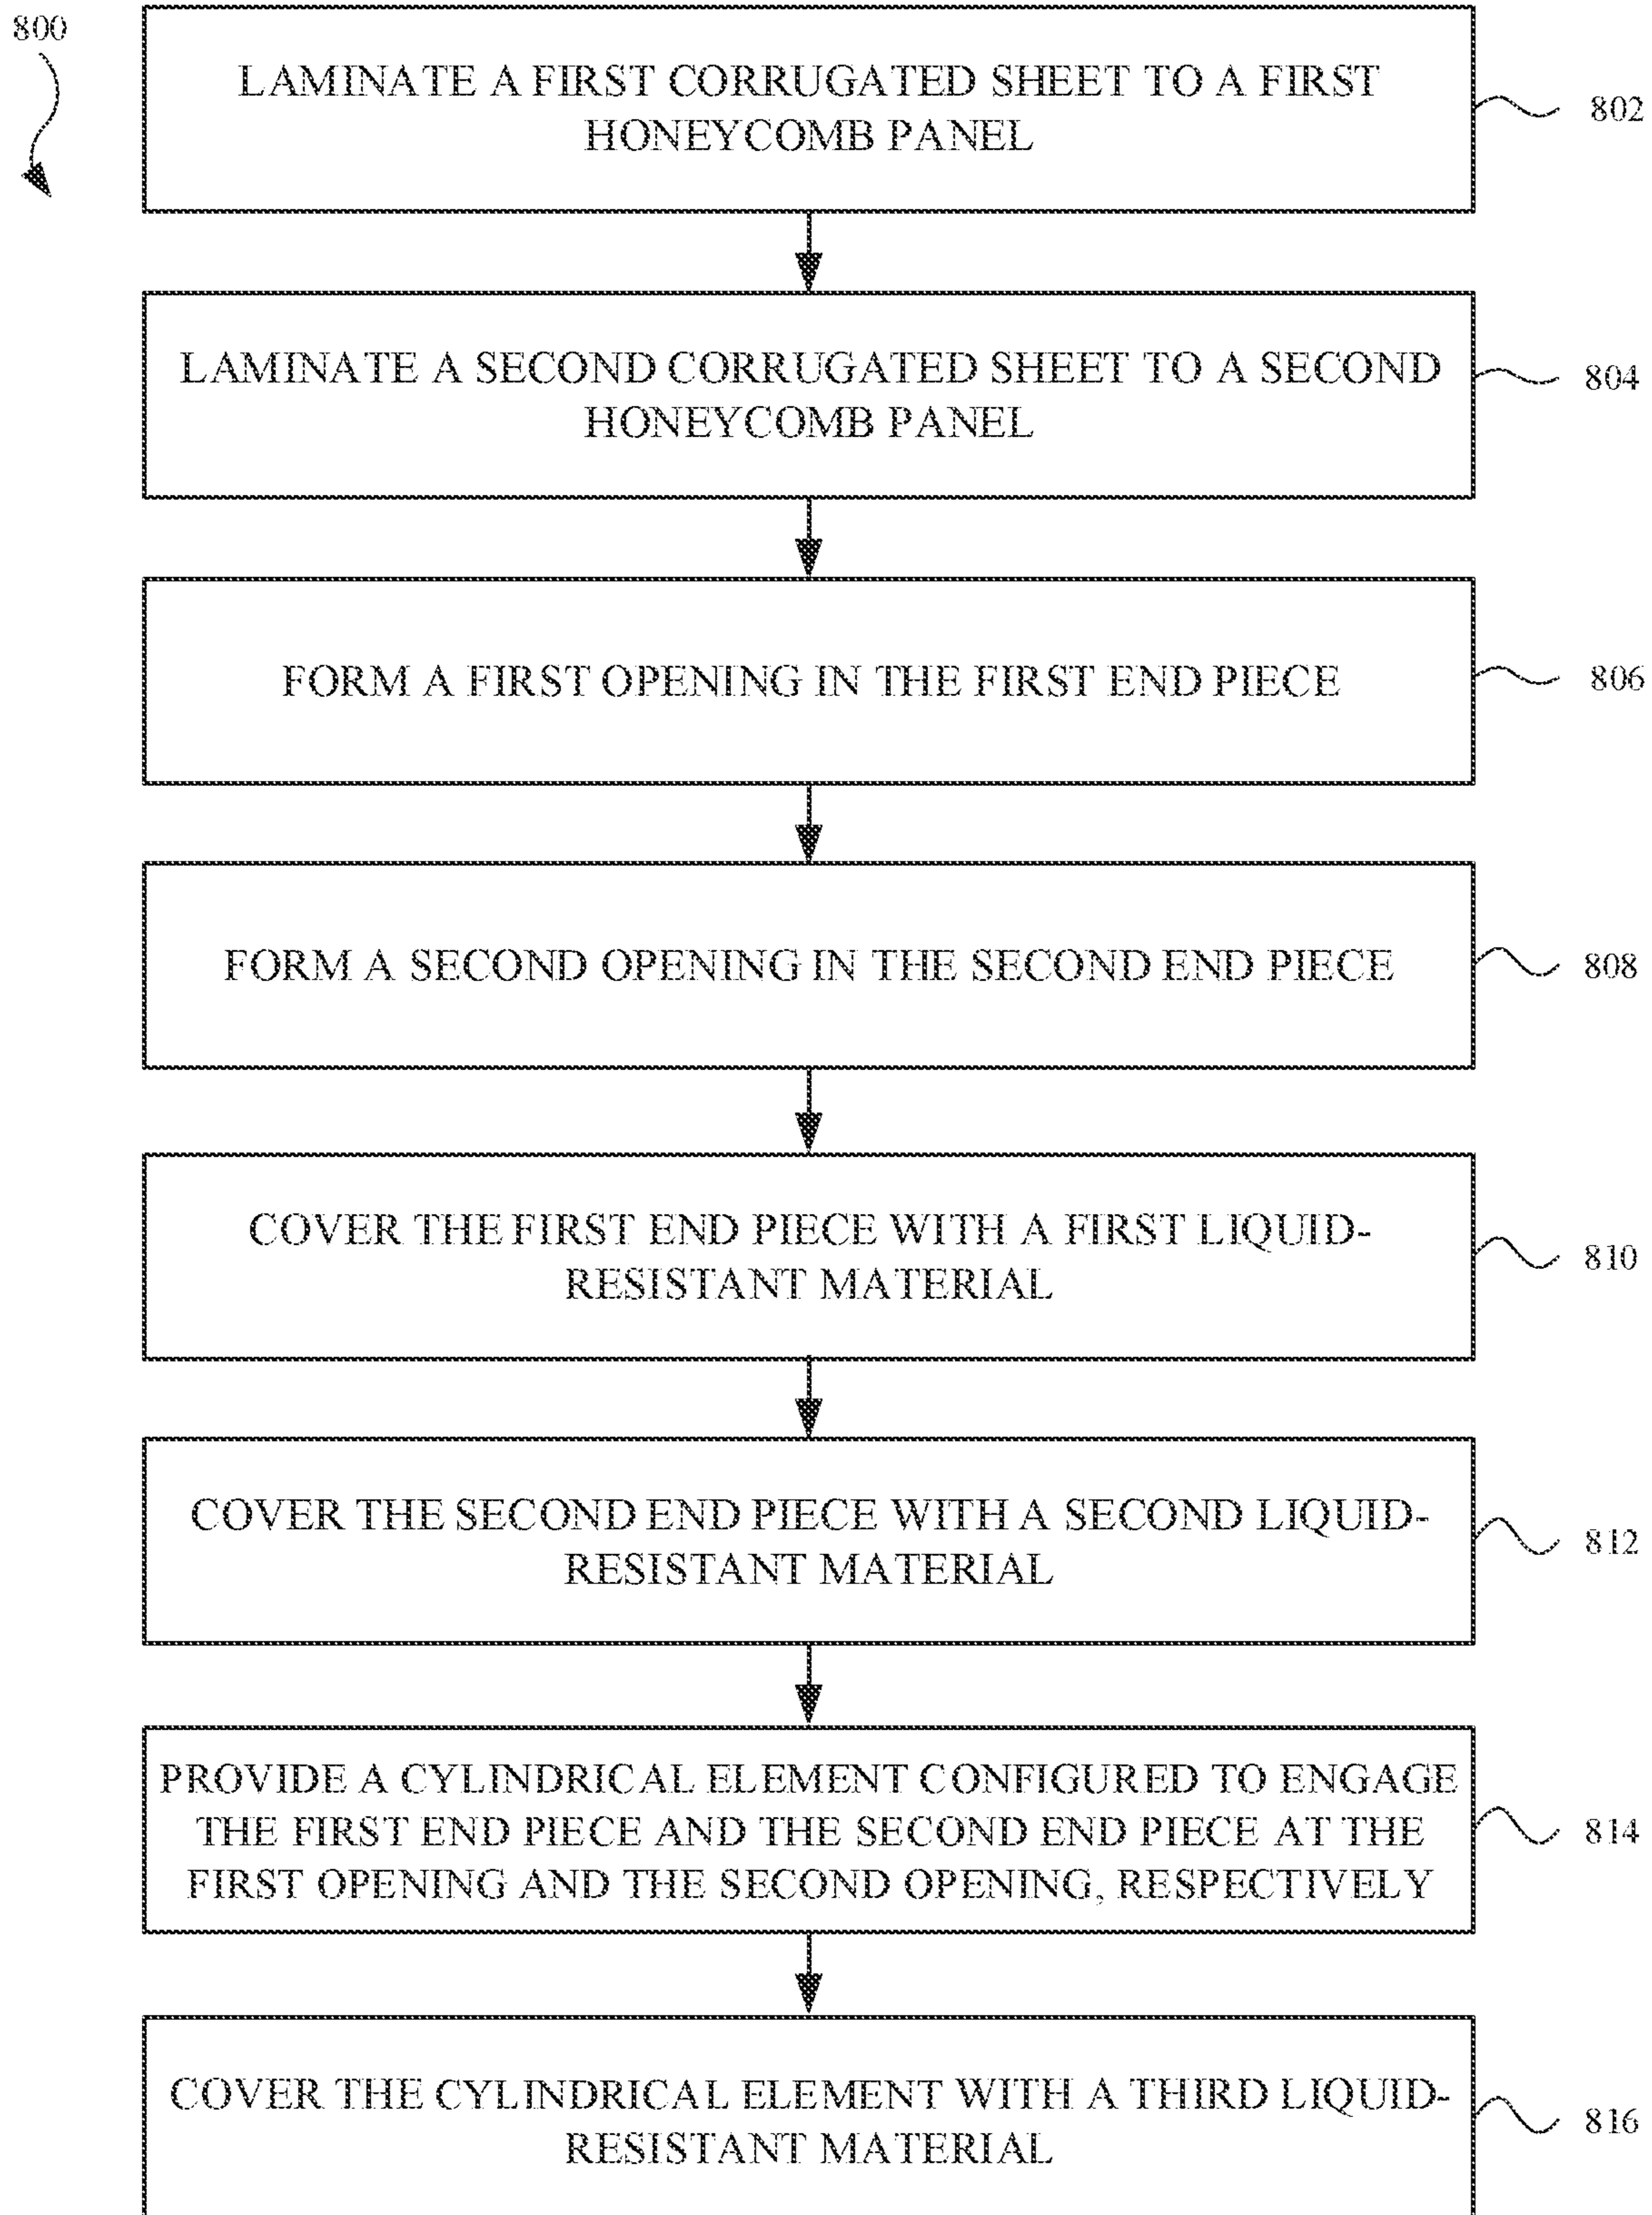 800
LAMINATE A FIRST CORRUGATED SHEET TO A FIRST
HONEYCOMB PANEL
802
LAMINATE A SECOND CORRUGATED SHEET TO A SECOND
HONEYCOMB PANEL
804
FORM A FIRST OPENING IN THE FIRST END PIECE
806
FORM A SECOND OPENING IN THE SECOND END PIECE
808
COVER THE FIRST END PIECE WITH A FIRST LIQUID-
RESISTANT MATERIAL
810
COVER THE SECOND END PIECE WITH A SECOND LIQUID-
RESISTANT MATERIAL
812
PROVIDE A CYLINDRICAL ELEMENT CONFIGURED TO ENGAGE
THE FIRST END PIECE AND THE SECOND END PIECE AT THE
FIRST OPENING AND THE SECOND OPENING, RESPECTIVELY
814
COVER THE CYLINDRICAL ELEMENT WITH A THIRD LIQUID-
RESISTANT MATERIAL
816